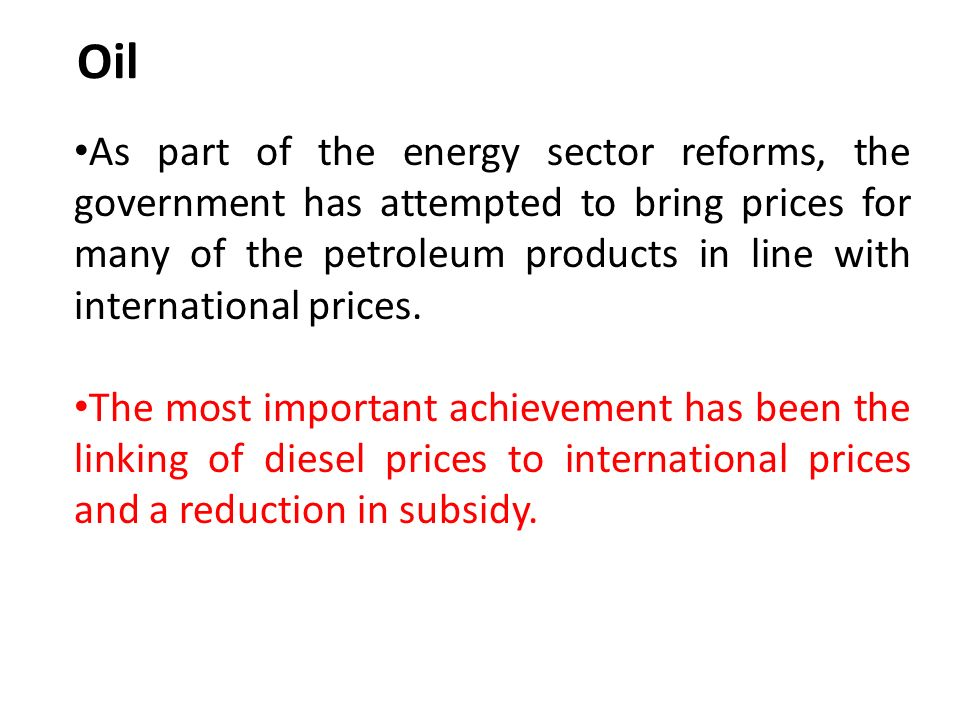 Oil
•As part of the energy sector reforms, the
government has attempted to bring prices for
many of the petroleum products in line with
international prices.
•The most important achievement has been the
linking of diesel prices to international prices
and a reduction in subsidy.